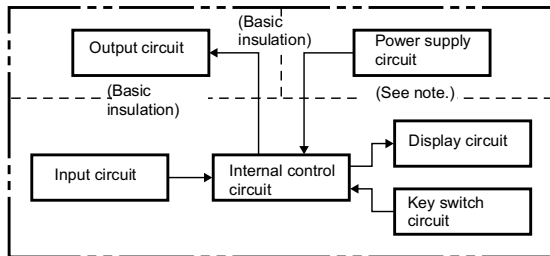 Output circuit
(Basic
insulation)
Power supply
circuit
(Basic
insulation)
(See note.)
Input circuit
Internal control
circuit
Display circuit
Key switch
circuit